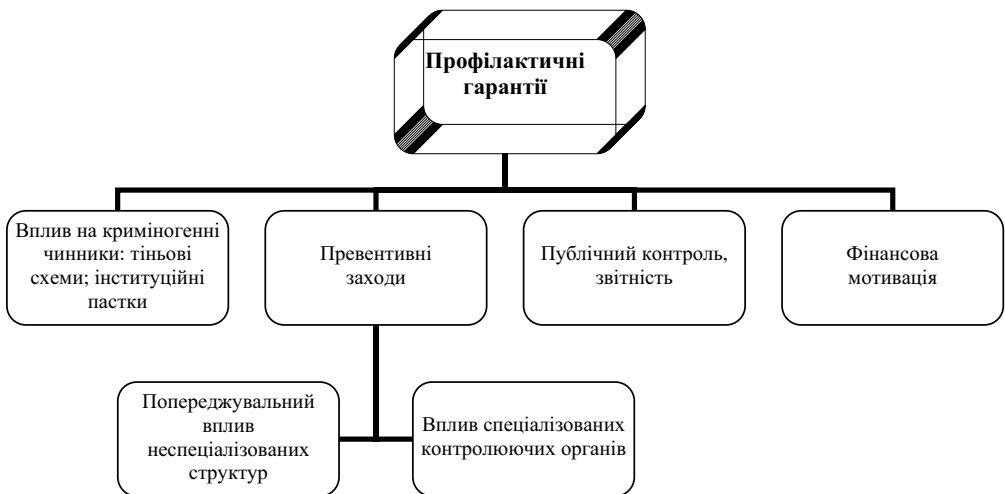 Профілактичні
гарантії
Вплив на криміногенні
чинники: тіньові
схеми; інституційні
пастки
Превентивні
заходи
Публічний контроль,
звітність
Фінансова
мотивація
Попереджувальний
вплив
неспеціалізованих
структур
Вплив спеціалізованих
контролюючих органів